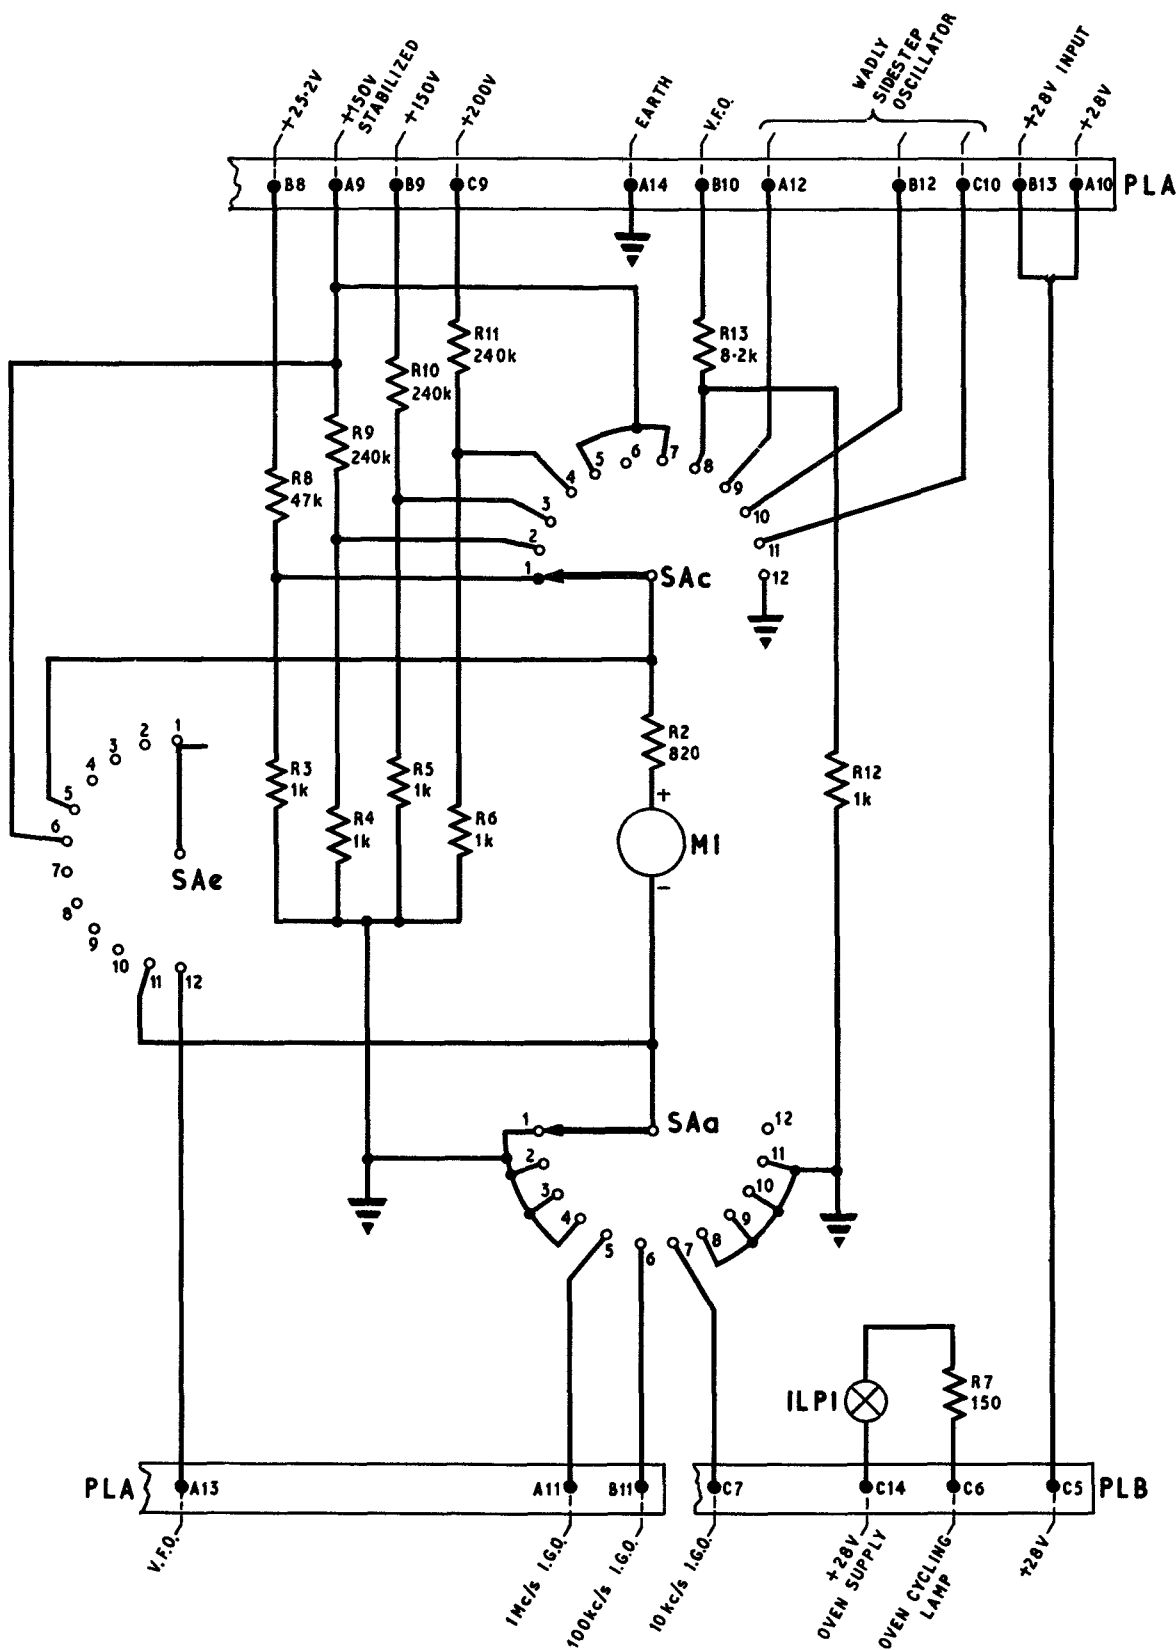 +25·2V
+150V
STABILIZED
+150V
+200V
EARTH
V.F.O.
WADLY
SIDESTEP
OSCILLATOR
+28V INPUT
+28V
B8
A9
B9
C9
A14
B10
A12
B12
C10
B13
A10
PLA
R11
240k
R13
8·2k
R10
240k
R9
240k
R8
47k
1
2
3
4
5
6
7
8
9
10
11
12
SAc
R2
820
+
M1
−
R3
1k
R4
1k
R5
1k
R6
1k
R12
1k
1
2
3
4
5
6
7
8
9
10
11
12
SAe
1
2
3
4
5
6
7
8
9
10
11
12
SAa
ILP1
R7
150
PLA
A13
A11
B11
C7
C14
C6
C5
PLB
V.F.O.
1Mc/s I.G.O.
100kc/s I.G.O.
10kc/s I.G.O.
+28V
OVEN SUPPLY
OVEN CYCLING
LAMP
+28V